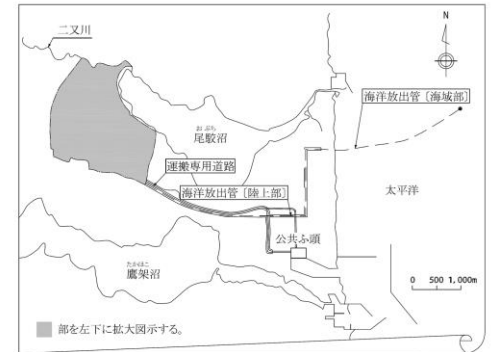 二又川
N
海洋放出管〔海域部〕
おぶち
尾駮沼
運搬専用道路
海洋放出管〔陸上部〕
太平洋
公共ふ頭
たかほこ
鷹架沼
0 500 1,000m
部を左下に拡大図示する。